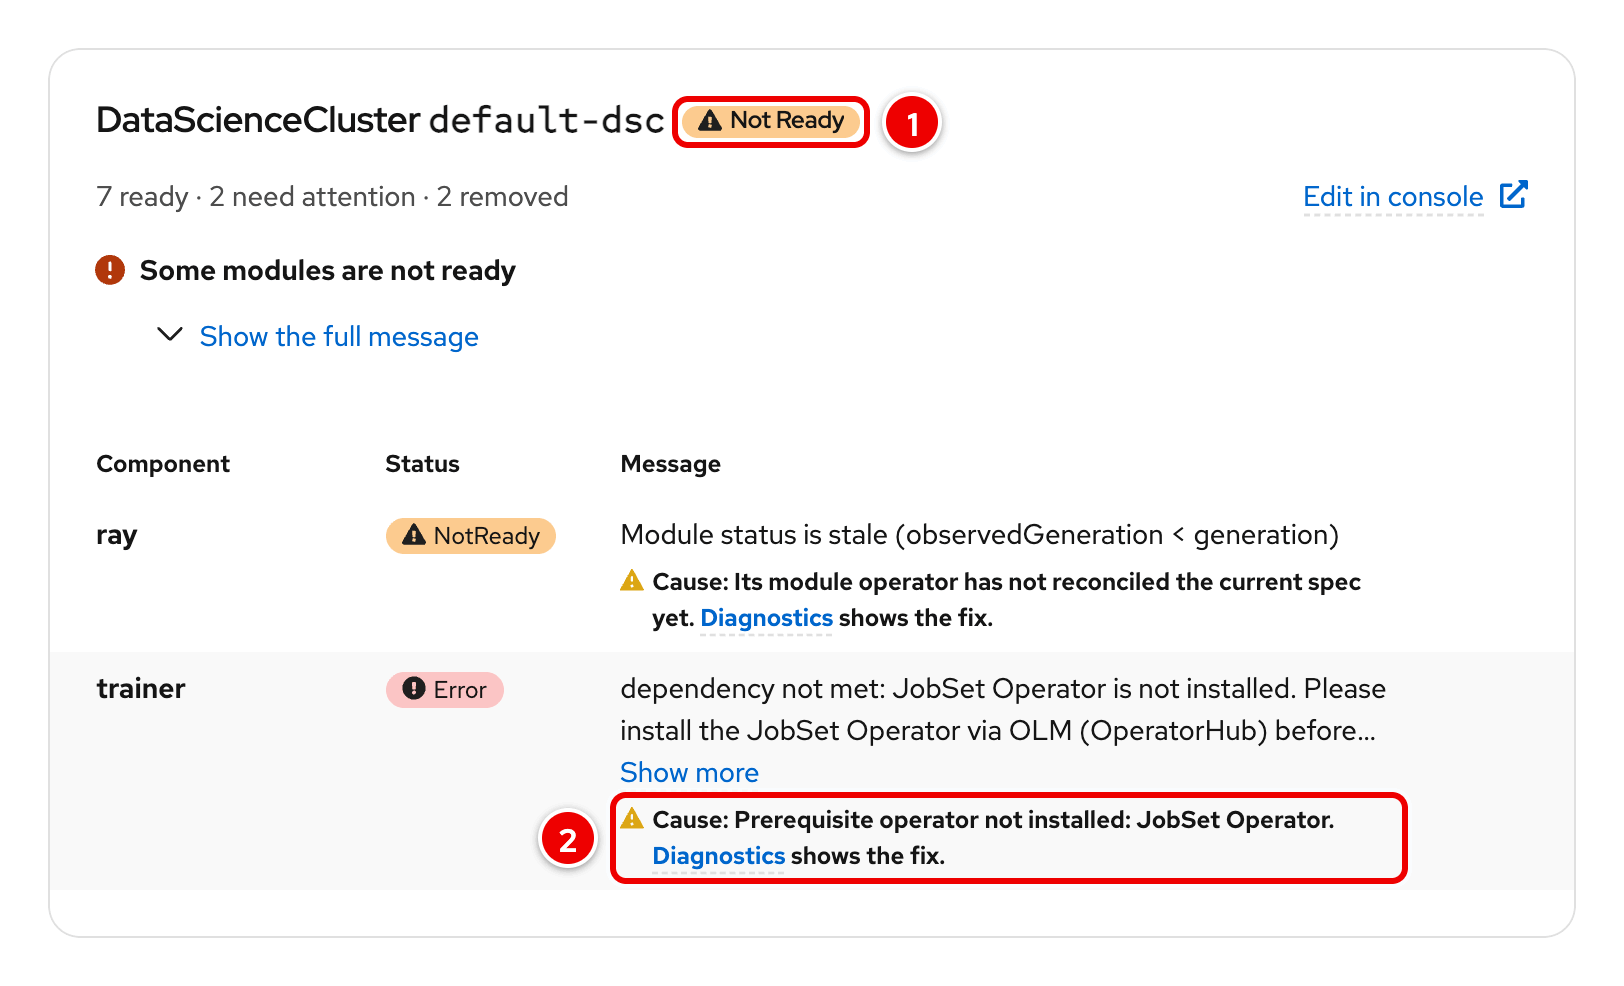 DataScienceCluster default-dsc Not Ready 1
7 ready · 2 need attention · 2 removed
Edit in console
Some modules are not ready
Show the full message
Component Status Message
ray NotReady Module status is stale (observedGeneration < generation)
Cause: Its module operator has not reconciled the current spec
yet. Diagnostics shows the fix.
trainer Error dependency not met: JobSet Operator is not installed. Please
install the JobSet Operator via OLM (OperatorHub) before...
Show more
2 Cause: Prerequisite operator not installed: JobSet Operator.
Diagnostics shows the fix.